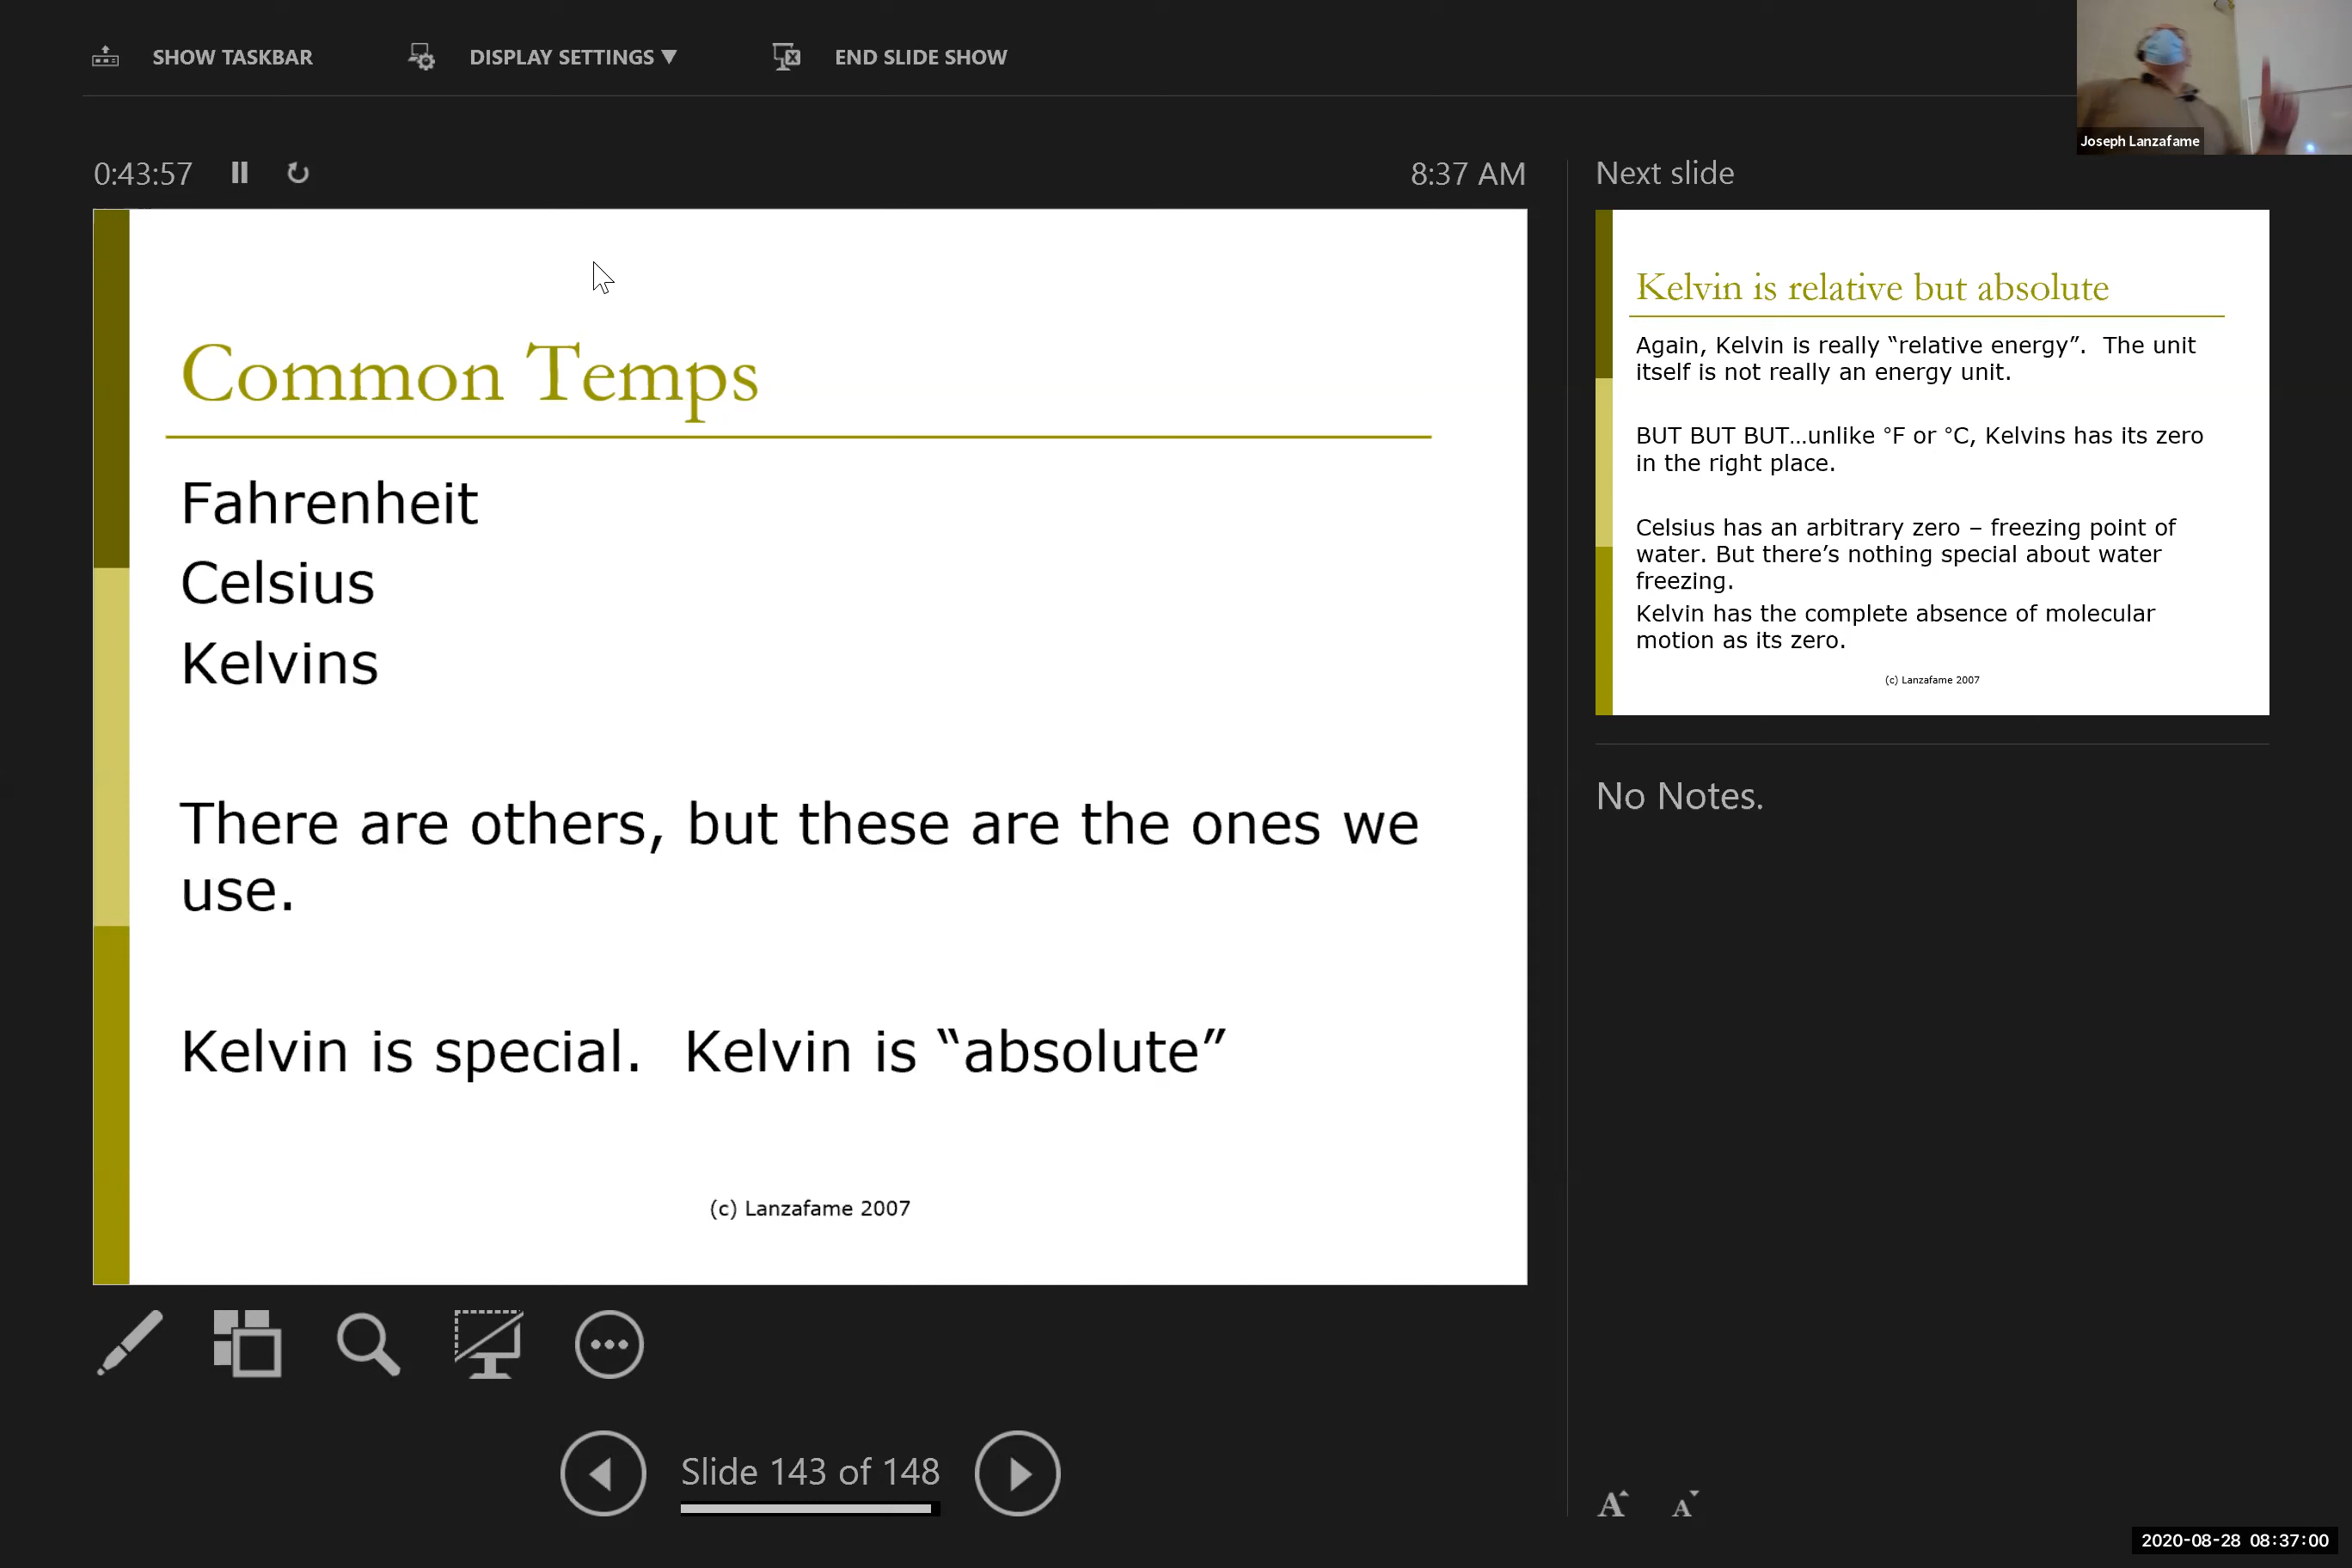 SHOW TASKBAR
DISPLAY SETTINGS ▼
END SLIDE SHOW
Joseph Lanzafame
0:43:57
8:37 AM
Common Temps
Fahrenheit
Celsius
Kelvins
There are others, but these are the ones we
use.
Kelvin is special.  Kelvin is “absolute”
(c) Lanzafame 2007
Next slide
Kelvin is relative but absolute
Again, Kelvin is really “relative energy”.  The unit
itself is not really an energy unit.
BUT BUT BUT…unlike °F or °C, Kelvins has its zero
in the right place.
Celsius has an arbitrary zero – freezing point of
water. But there’s nothing special about water
freezing.
Kelvin has the complete absence of molecular
motion as its zero.
(c) Lanzafame 2007
No Notes.
Slide 143 of 148
A A
2020-08-28 08:37:00